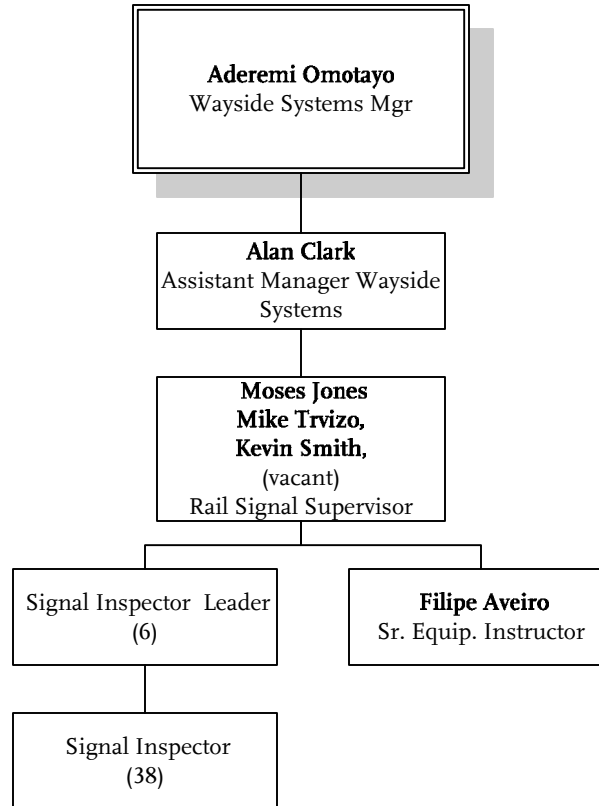 Aderemi Omotayo
Wayside Systems Mgr
Alan Clark
Assistant Manager Wayside
Systems
Moses Jones
Mike Trvizo,
Kevin Smith,
(vacant)
Rail Signal Supervisor
Signal Inspector Leader
(6)
Filipe Aveiro
Sr. Equip. Instructor
Signal Inspector
(38)